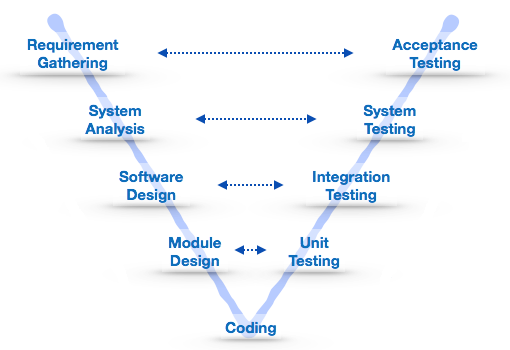 Requirement
Gathering
Acceptance
Testing
System
Analysis
System
Testing
Software
Design
Integration
Testing
Module
Design
Unit
Testing
Coding